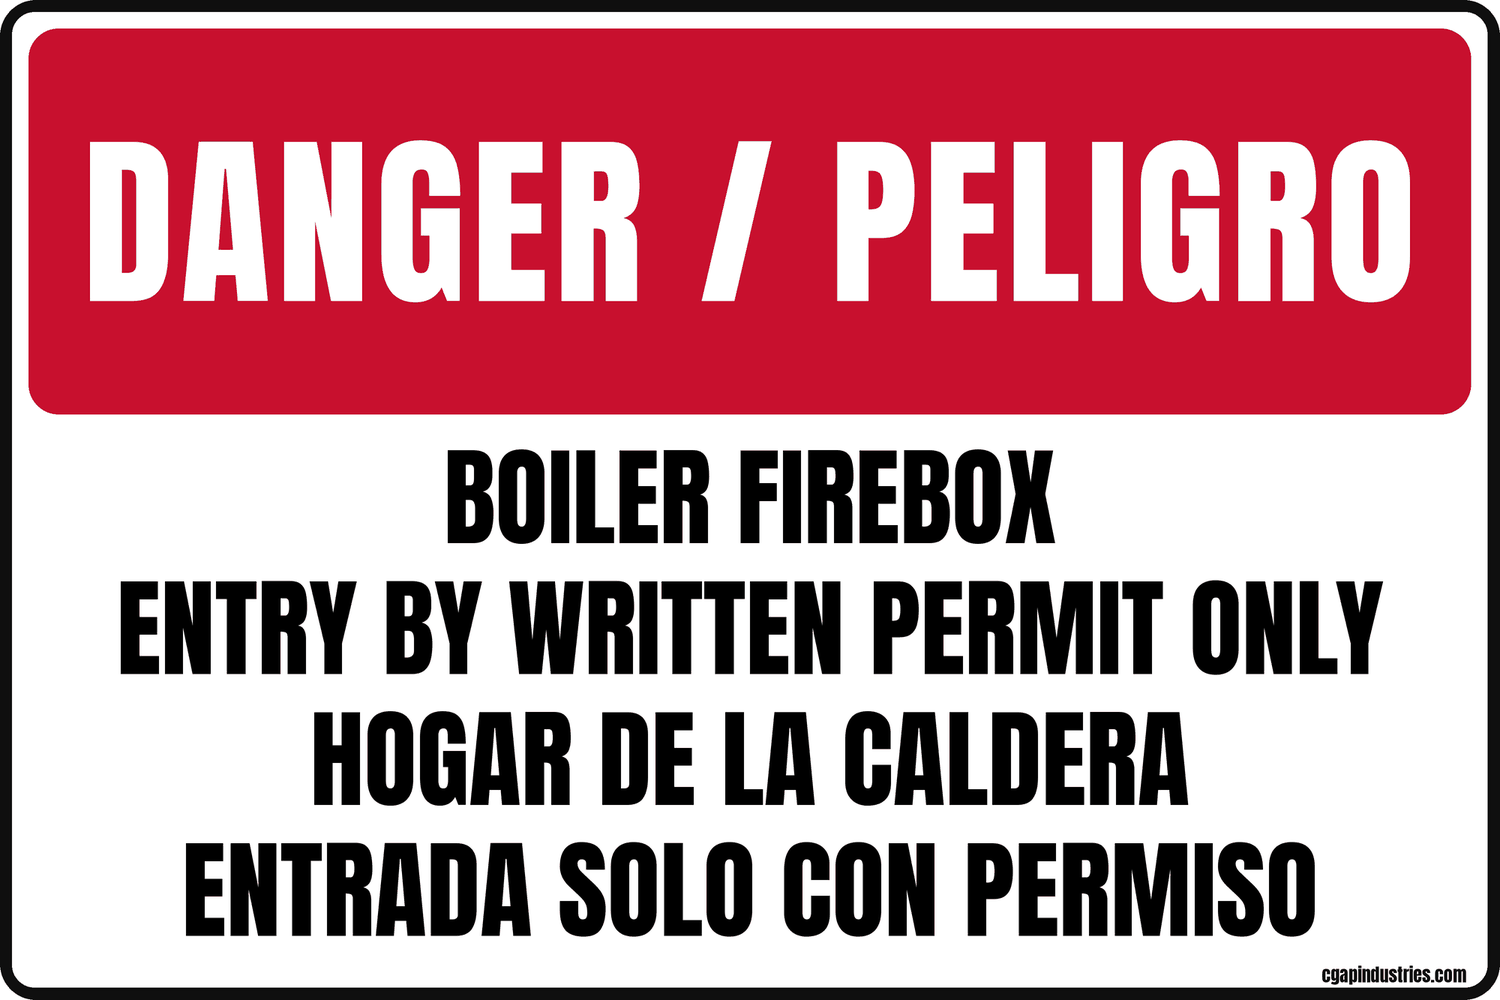 DANGER / PELIGRO
BOILER FIREBOX
ENTRY BY WRITTEN PERMIT ONLY
HOGAR DE LA CALDERA
ENTRADA SOLO CON PERMISO
cgapindustries.com